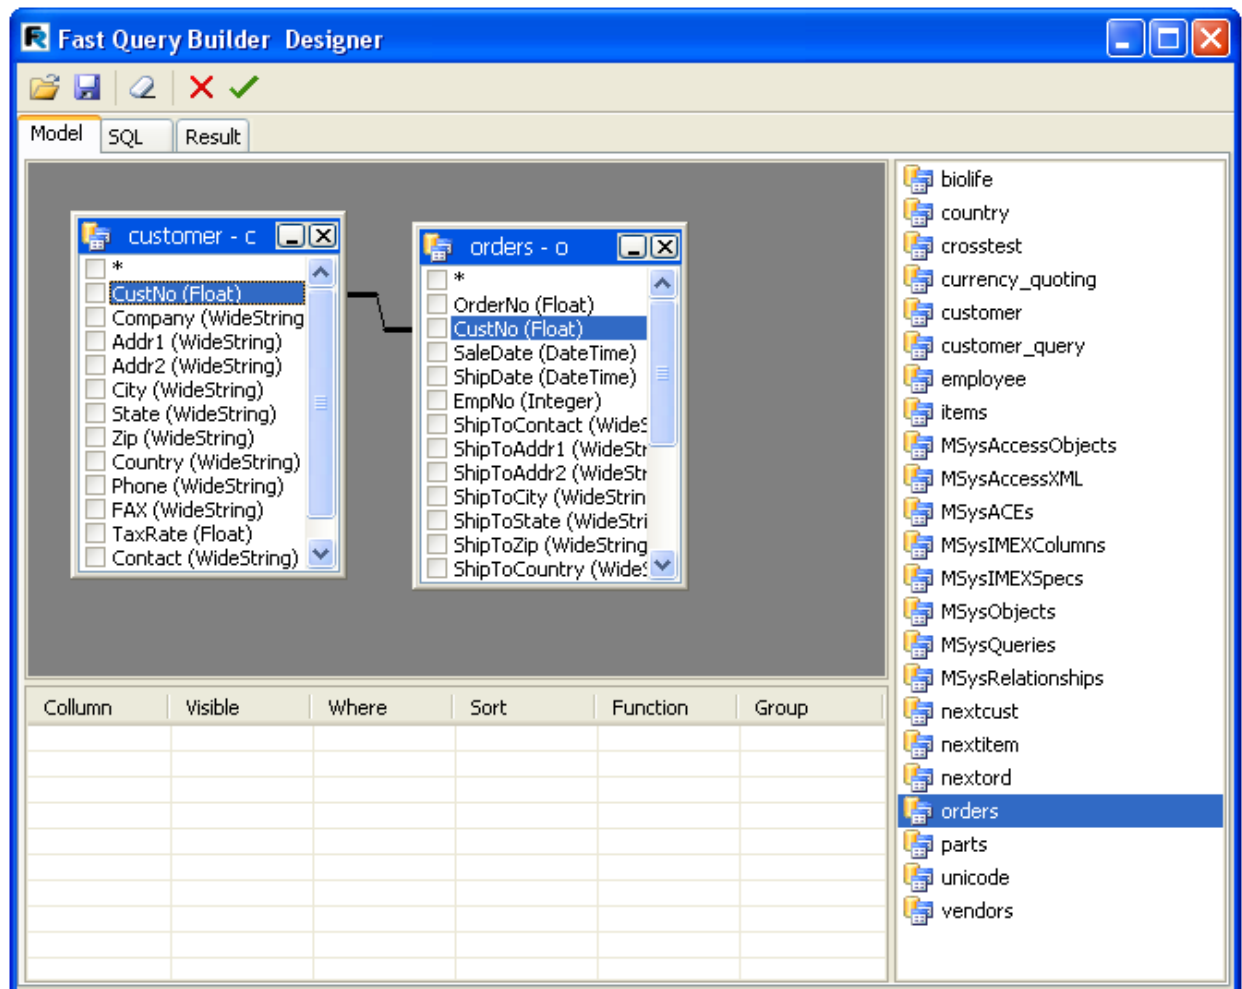 Fast Query Builder Designer
Model SQL Result
customer - c
*
CustNo (Float)
Company (WideString
Addr1 (WideString)
Addr2 (WideString)
City (WideString)
State (WideString)
Zip (WideString)
Country (WideString)
Phone (WideString)
FAX (WideString)
TaxRate (Float)
Contact (WideString)
orders - o
*
OrderNo (Float)
CustNo (Float)
SaleDate (DateTime)
ShipDate (DateTime)
EmpNo (Integer)
ShipToContact (WideS
ShipToAddr1 (WideStr
ShipToAddr2 (WideStr
ShipToCity (WideStrin
ShipToState (WideStri
ShipToZip (WideString
ShipToCountry (WideS
Collumn Visible Where Sort Function Group
biolife
country
crosstest
currency_quoting
customer
customer_query
employee
items
MSysAccessObjects
MSysAccessXML
MSysACEs
MSysIMEXColumns
MSysIMEXSpecs
MSysObjects
MSysQueries
MSysRelationships
nextcust
nextitem
nextord
orders
parts
unicode
vendors